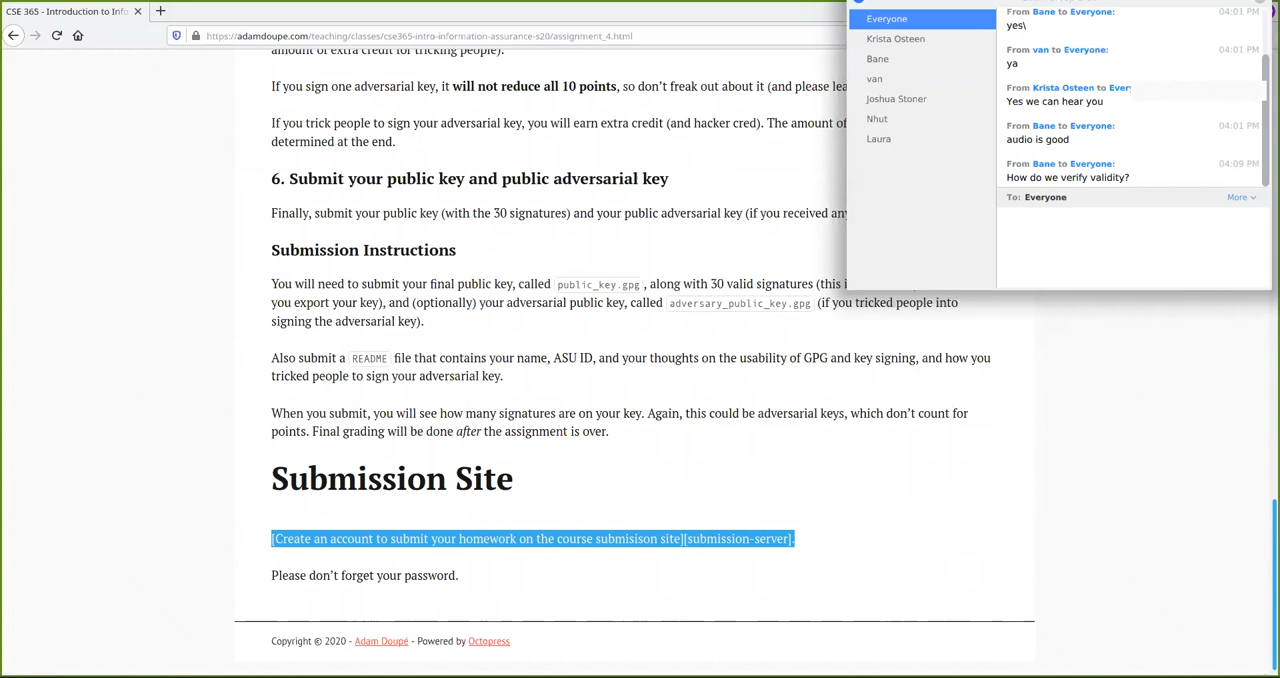 CSE 365 - Introduction to Info
https://adamdoupe.com/teaching/classes/cse365-intro-information-assurance-s20/assignment_4.html
amount of extra credit for tricking people).
If you sign one adversarial key, it will not reduce all 10 points, so don't freak out about it (and please
If you trick people to sign your adversarial key, you will earn extra credit (and hacker cred). The amount of
determined at the end.
6. Submit your public key and public adversarial key
Finally, submit your public key (with the 30 signatures) and your public adversarial key (if you received any
Submission Instructions
You will need to submit your final public key, called public_key.gpg, along with 30 valid signatures (this i
you export your key), and (optionally) your adversarial public key, called adversary_public_key.gpg (if you tricked people into
signing the adversarial key).
Also submit a README file that contains your name, ASU ID, and your thoughts on the usability of GPG and key signing, and how you
tricked people to sign your adversarial key.
When you submit, you will see how many signatures are on your key. Again, this could be adversarial keys, which don't count for
points. Final grading will be done after the assignment is over.
Submission Site
[Create an account to submit your homework on the course submisison site][submission-server].
Please don't forget your password.
Copyright © 2020 - Adam Doupé - Powered by Octopress
Everyone
Krista Osteen
Bane
van
Joshua Stoner
Nhut
Laura
From Bane to Everyone: 04:01 PM
yes\
From van to Everyone: 04:01 PM
ya
From Krista Osteen to Every
Yes we can hear you
From Bane to Everyone: 04:01 PM
audio is good
From Bane to Everyone: 04:09 PM
How do we verify validity?
To: Everyone More